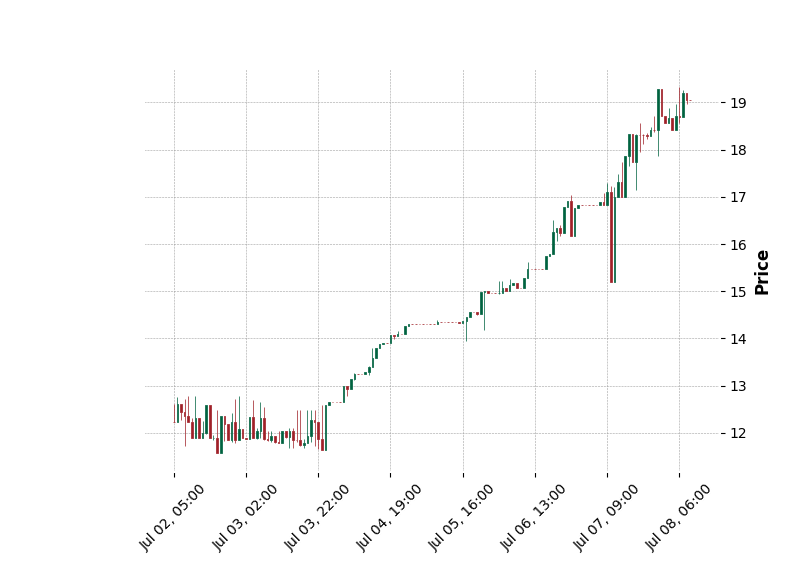 19
18
17
16
15
14
13
12
Price
Jul 02, 05:00
Jul 03, 02:00
Jul 03, 22:00
Jul 04, 19:00
Jul 05, 16:00
Jul 06, 13:00
Jul 07, 09:00
Jul 08, 06:00